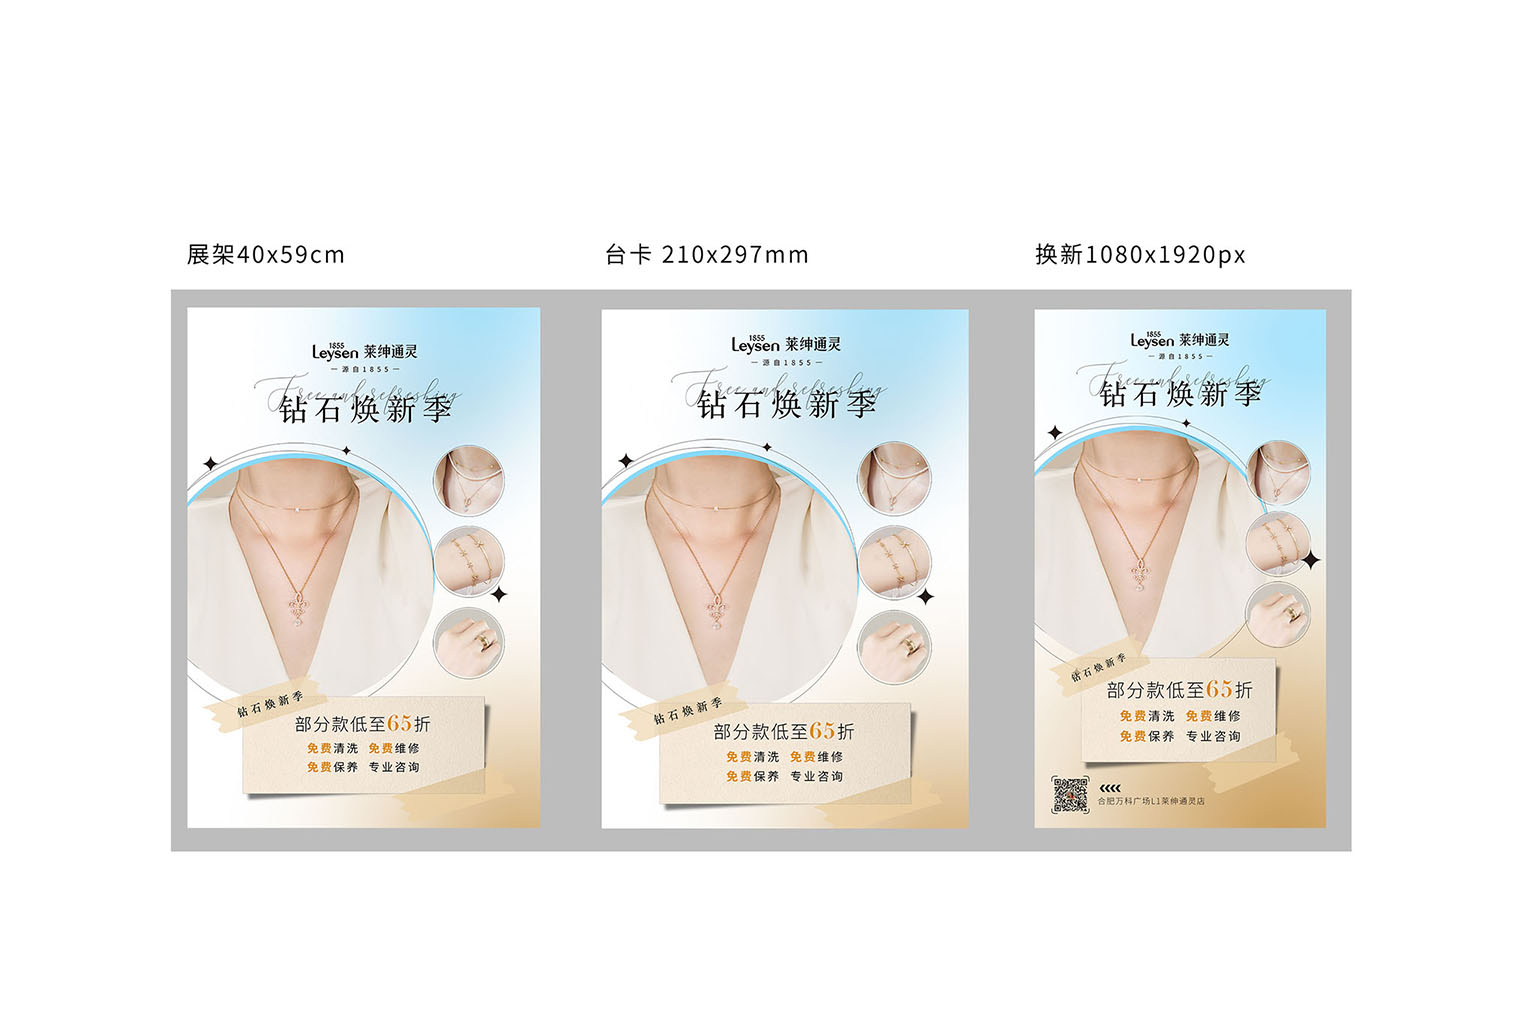 展架40x59cm
台卡 210x297mm
换新1080x1920px
1855
Leysen 莱绅通灵
源自1855
Free and refreshing
钻石焕新季
钻石焕新季
部分款低至65折
免费清洗 免费维修
免费保养 专业咨询
1855
Leysen 莱绅通灵
源自1855
Free and refreshing
钻石焕新季
钻石焕新季
部分款低至65折
免费清洗 免费维修
免费保养 专业咨询
1855
Leysen 莱绅通灵
源自1855
Free and refreshing
钻石焕新季
钻石焕新季
部分款低至65折
免费清洗 免费维修
免费保养 专业咨询
合肥万科广场L1莱绅通灵店